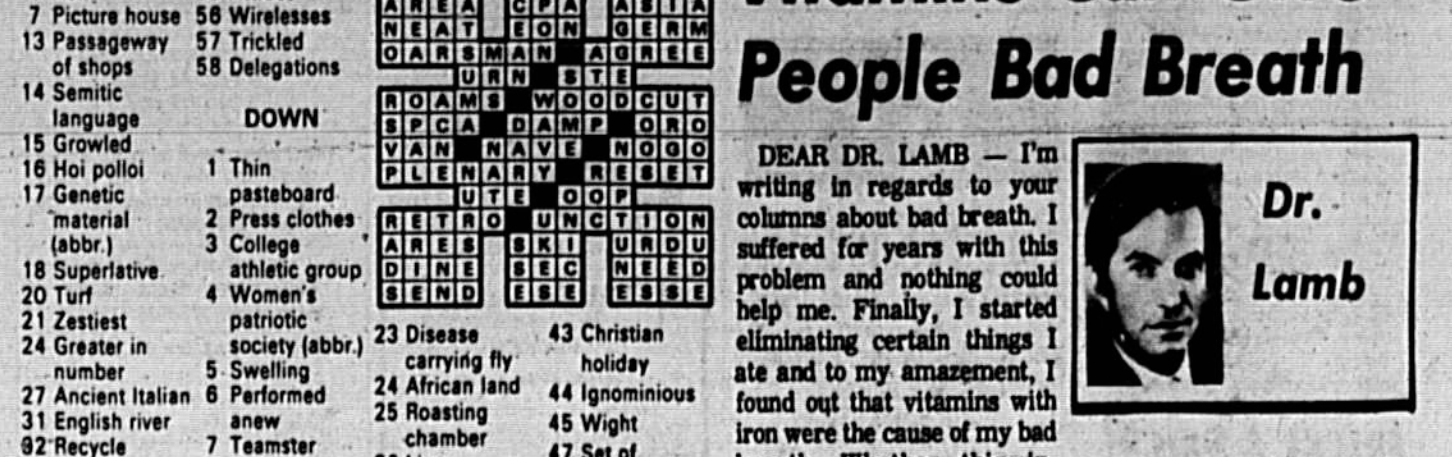 7 Picture house
13 Passageway
of shops
14 Semitic
language
15 Growled
16 Hoi polloi
17 Genetic
material
(abbr.)
18 Superlative
20 Turf
21 Zestiest
24 Greater in
number
27 Ancient Italian
31 English river
32 Recycle
56 Wirelesses
57 Trickled
58 Delegations
DOWN
1 Thin
pasteboard
2 Press clothes
3 College
athletic group
4 Women's
patriotic
society (abbr.)
5 Swelling
6 Performed
anew
7 Teamster
AREA CPA ASIA
NEAT EON GERM
OARSMAN AGREE
URN STE
ROAMS WOODCUT
SPCA DAMP ORO
VAN NAVE NOGO
PLENARY RESET
UTE OOP
RETRO UNCTION
ARES SKI URDU
DINE SEC NEED
SEND ESE ESSE
23 Disease
carrying fly
24 African land
25 Roasting
chamber
43 Christian
holiday
44 Ignominious
45 Wight
47 Set of
People Bad Breath
DEAR DR. LAMB — I'm
writing in regards to your
columns about bad breath. I
suffered for years with this
problem and nothing could
help me. Finally, I started
eliminating certain things I
ate and to my amazement, I
found out that vitamins with
iron were the cause of my bad
Dr.
Lamb